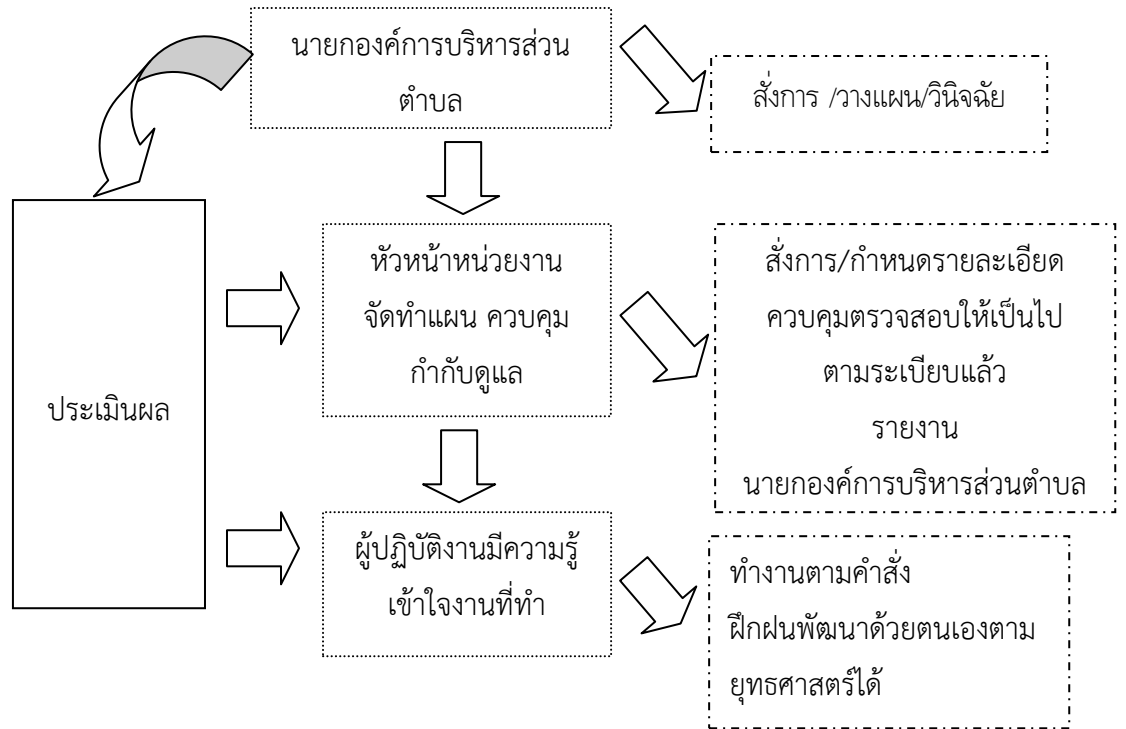 นายกองค์การบริหารส่วน
ตำบล
สั่งการ /วางแผน/วินิจฉัย
หัวหน้าหน่วยงาน
จัดทำแผน ควบคุม
กำกับดูแล
สั่งการ/กำหนดรายละเอียด
ควบคุมตรวจสอบให้เป็นไป
ตามระเบียบแล้ว
รายงาน
นายกองค์การบริหารส่วนตำบล
ประเมินผล
ผู้ปฏิบัติงานมีความรู้
เข้าใจงานที่ทำ
ทำงานตามคำสั่ง
ฝึกฝนพัฒนาด้วยตนเองตาม
ยุทธศาสตร์ได้